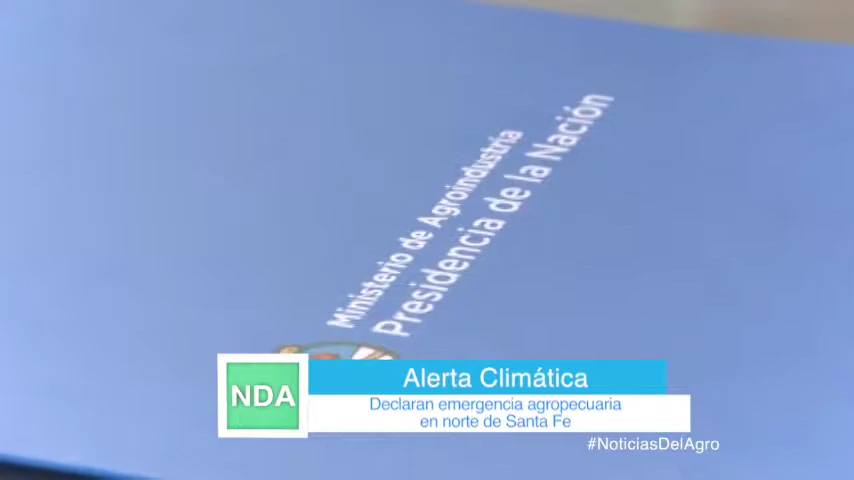 Ministerio de Agroindustria
Presidencia de la Nación
NDA
Alerta Climática
Declaran emergencia agropecuaria
en norte de Santa Fe
#NoticiasDelAgro